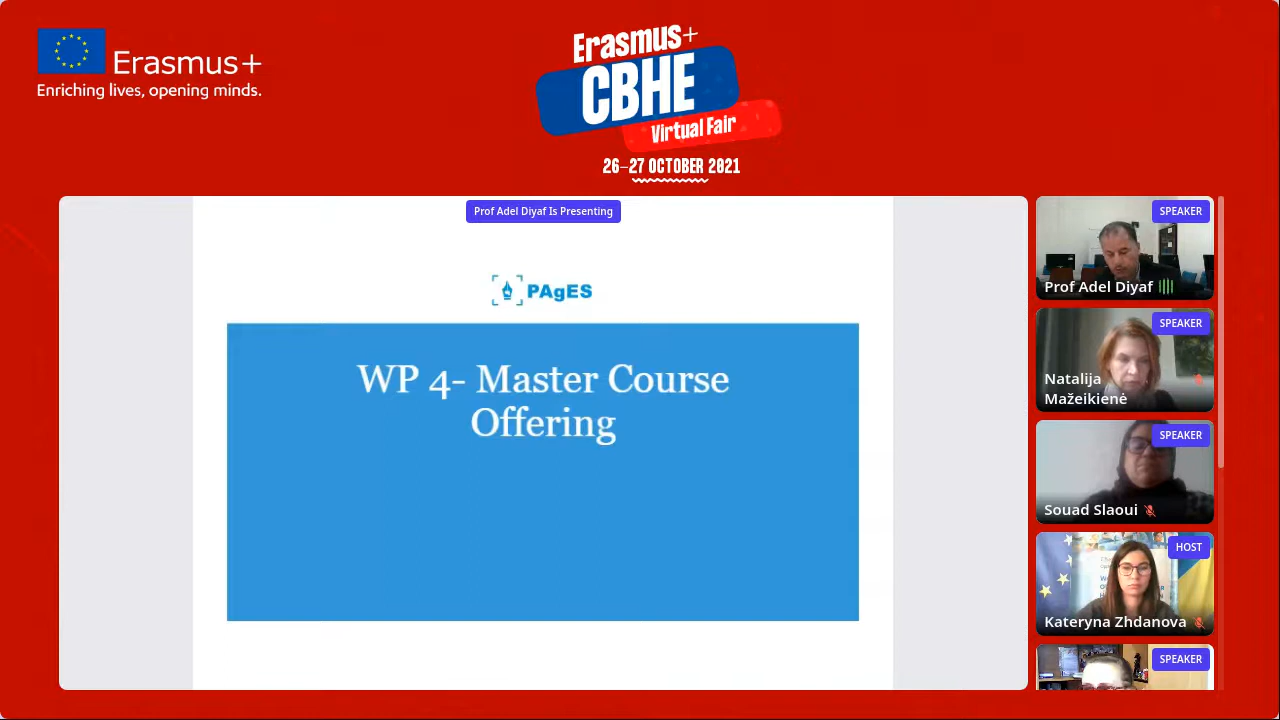 Erasmus+
Enriching lives, opening minds.
Erasmus+
CBHE
Virtual Fair
26–27 OCTOBER 2021
Prof Adel Diyaf Is Presenting
PAgES
WP 4- Master Course
Offering
SPEAKER
Prof Adel Diyaf
SPEAKER
Natalija
Mažeikienė
SPEAKER
Souad Slaoui
HOST
Kateryna Zhdanova
SPEAKER